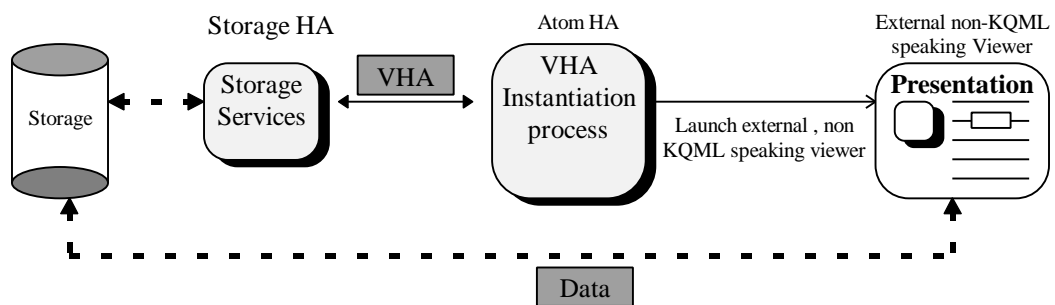 Storage HA
Atom HA
External non-KQML
speaking Viewer
Storage
Storage
Services
VHA
VHA
Instantiation
process
Launch external , non
KQML speaking viewer
Presentation
Data